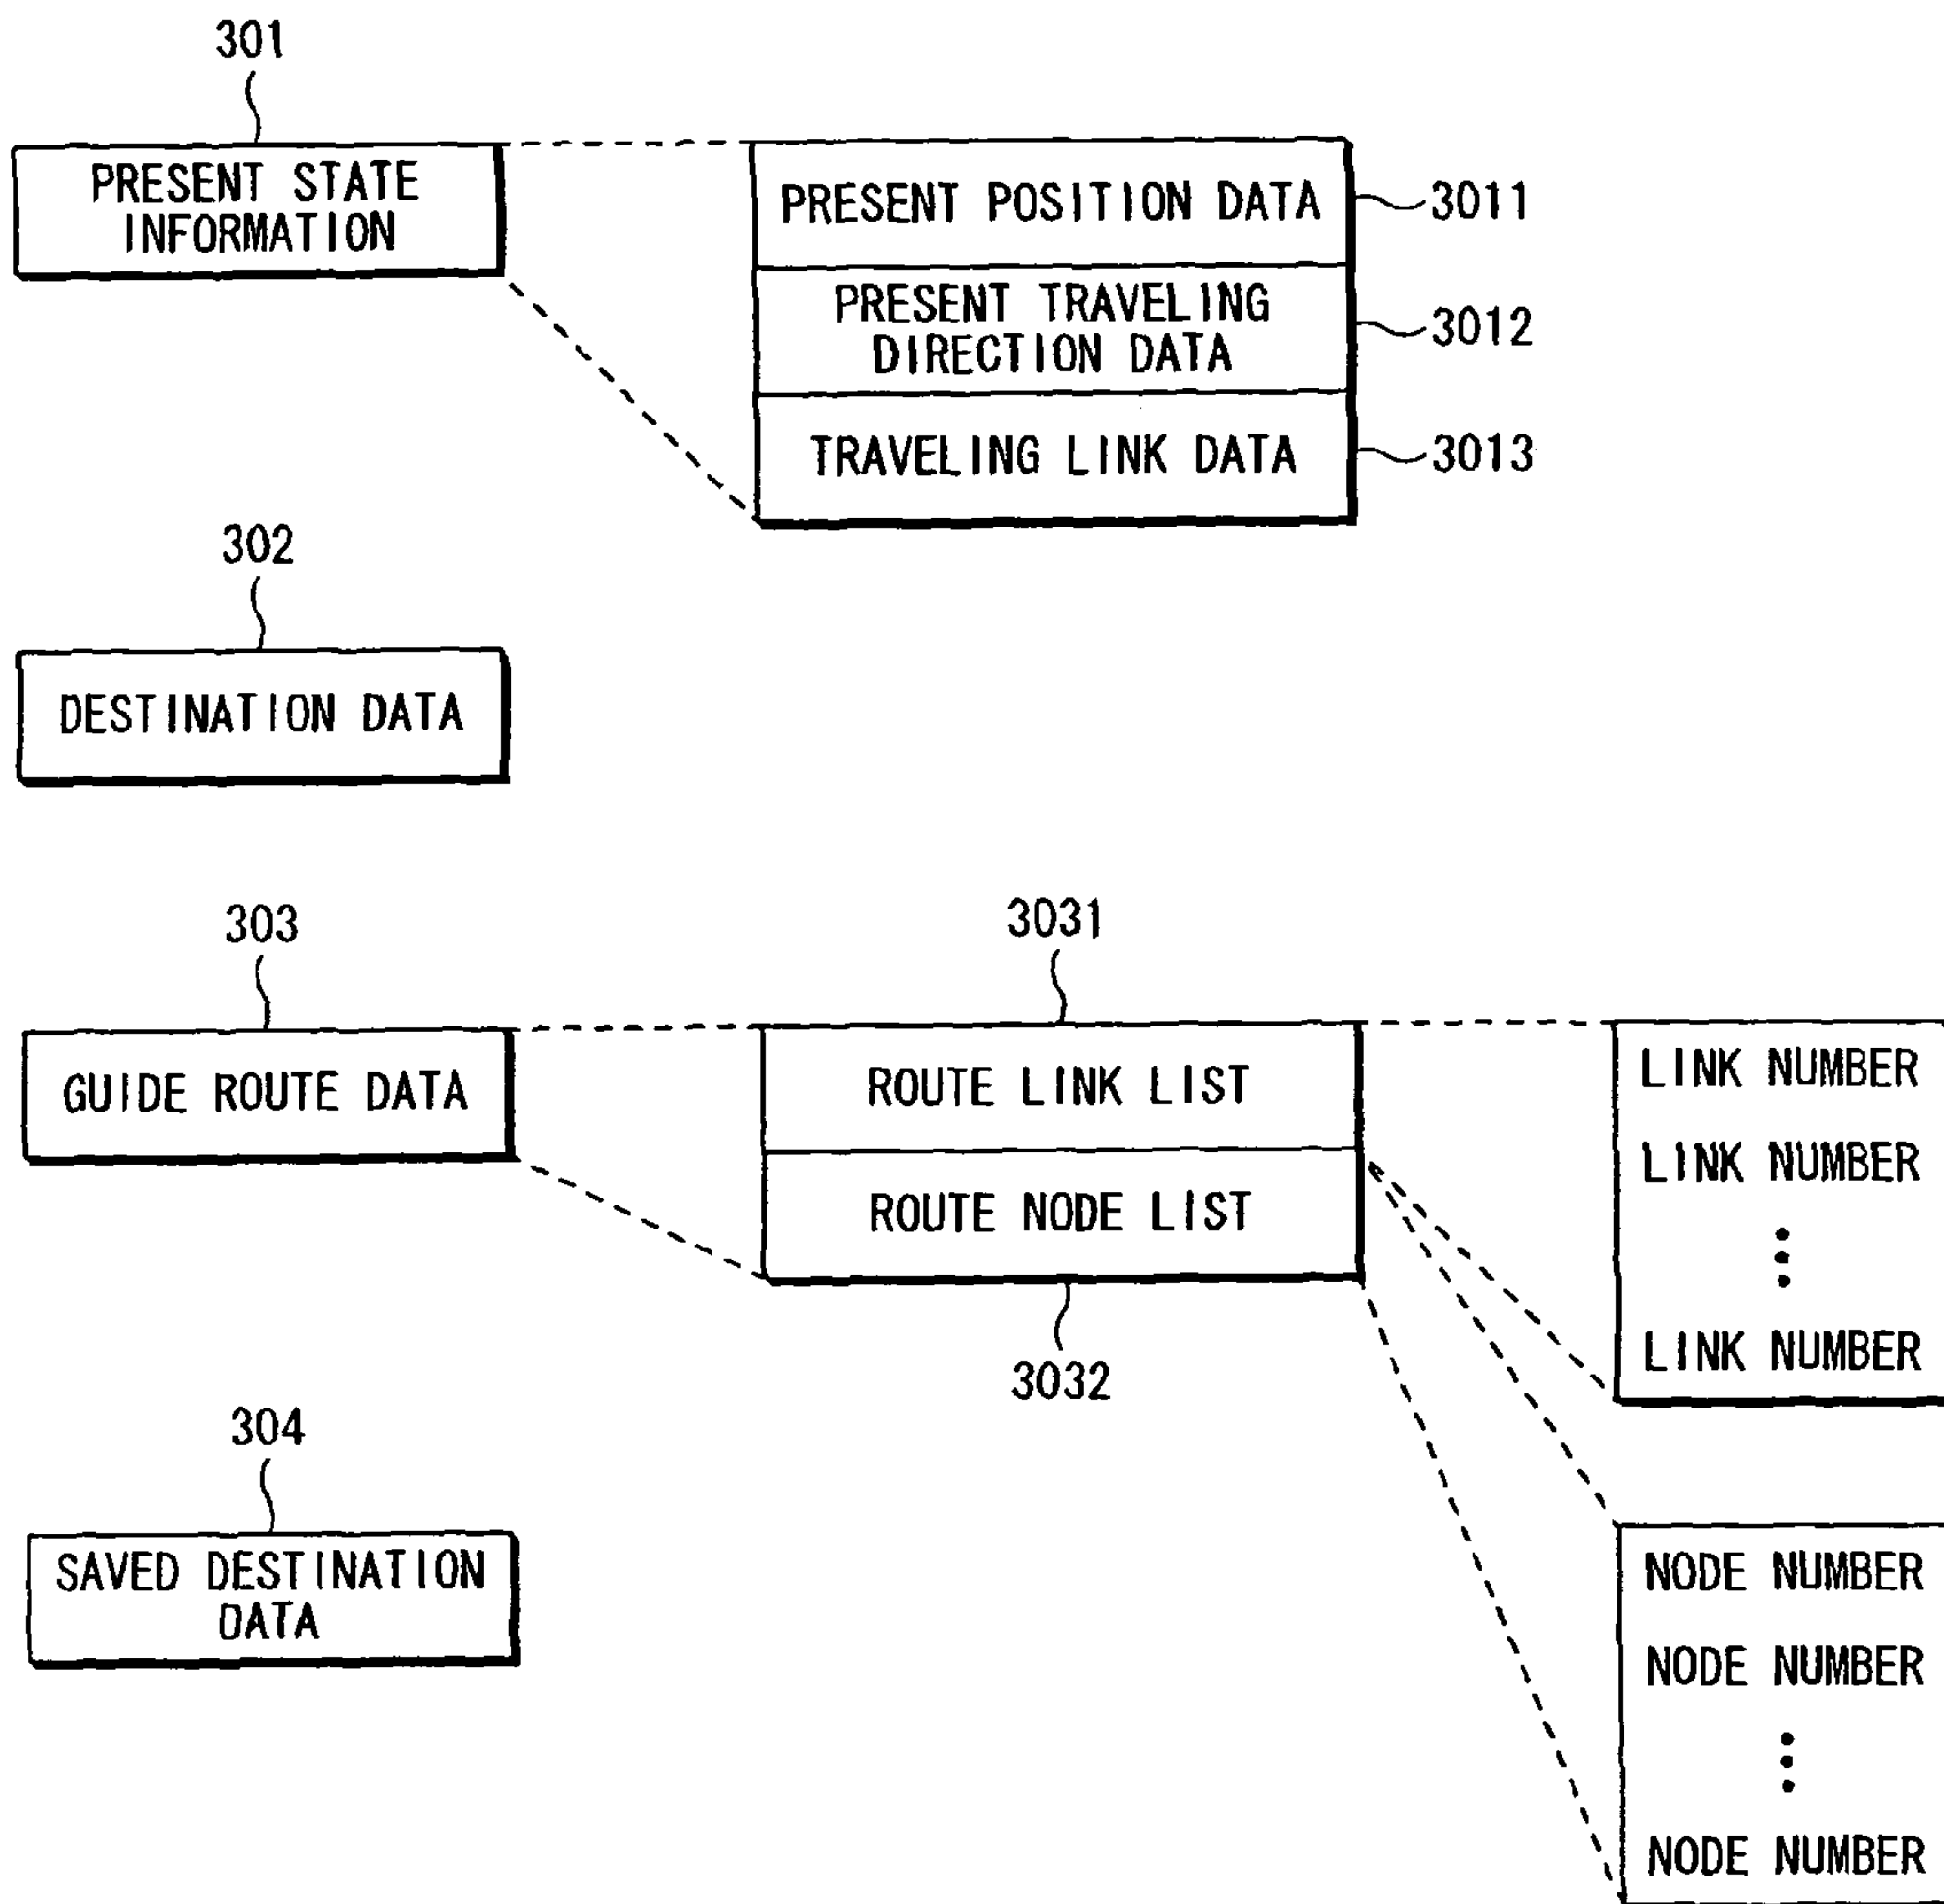 301
PRESENT STATE
INFORMATION
PRESENT POSITION DATA
3011
PRESENT TRAVELING
DIRECTION DATA
3012
TRAVELING LINK DATA
3013
302
DESTINATION DATA
303
GUIDE ROUTE DATA
3031
ROUTE LINK LIST
ROUTE NODE LIST
3032
LINK NUMBER
LINK NUMBER
LINK NUMBER
304
SAVED DESTINATION
DATA
NODE NUMBER
NODE NUMBER
NODE NUMBER